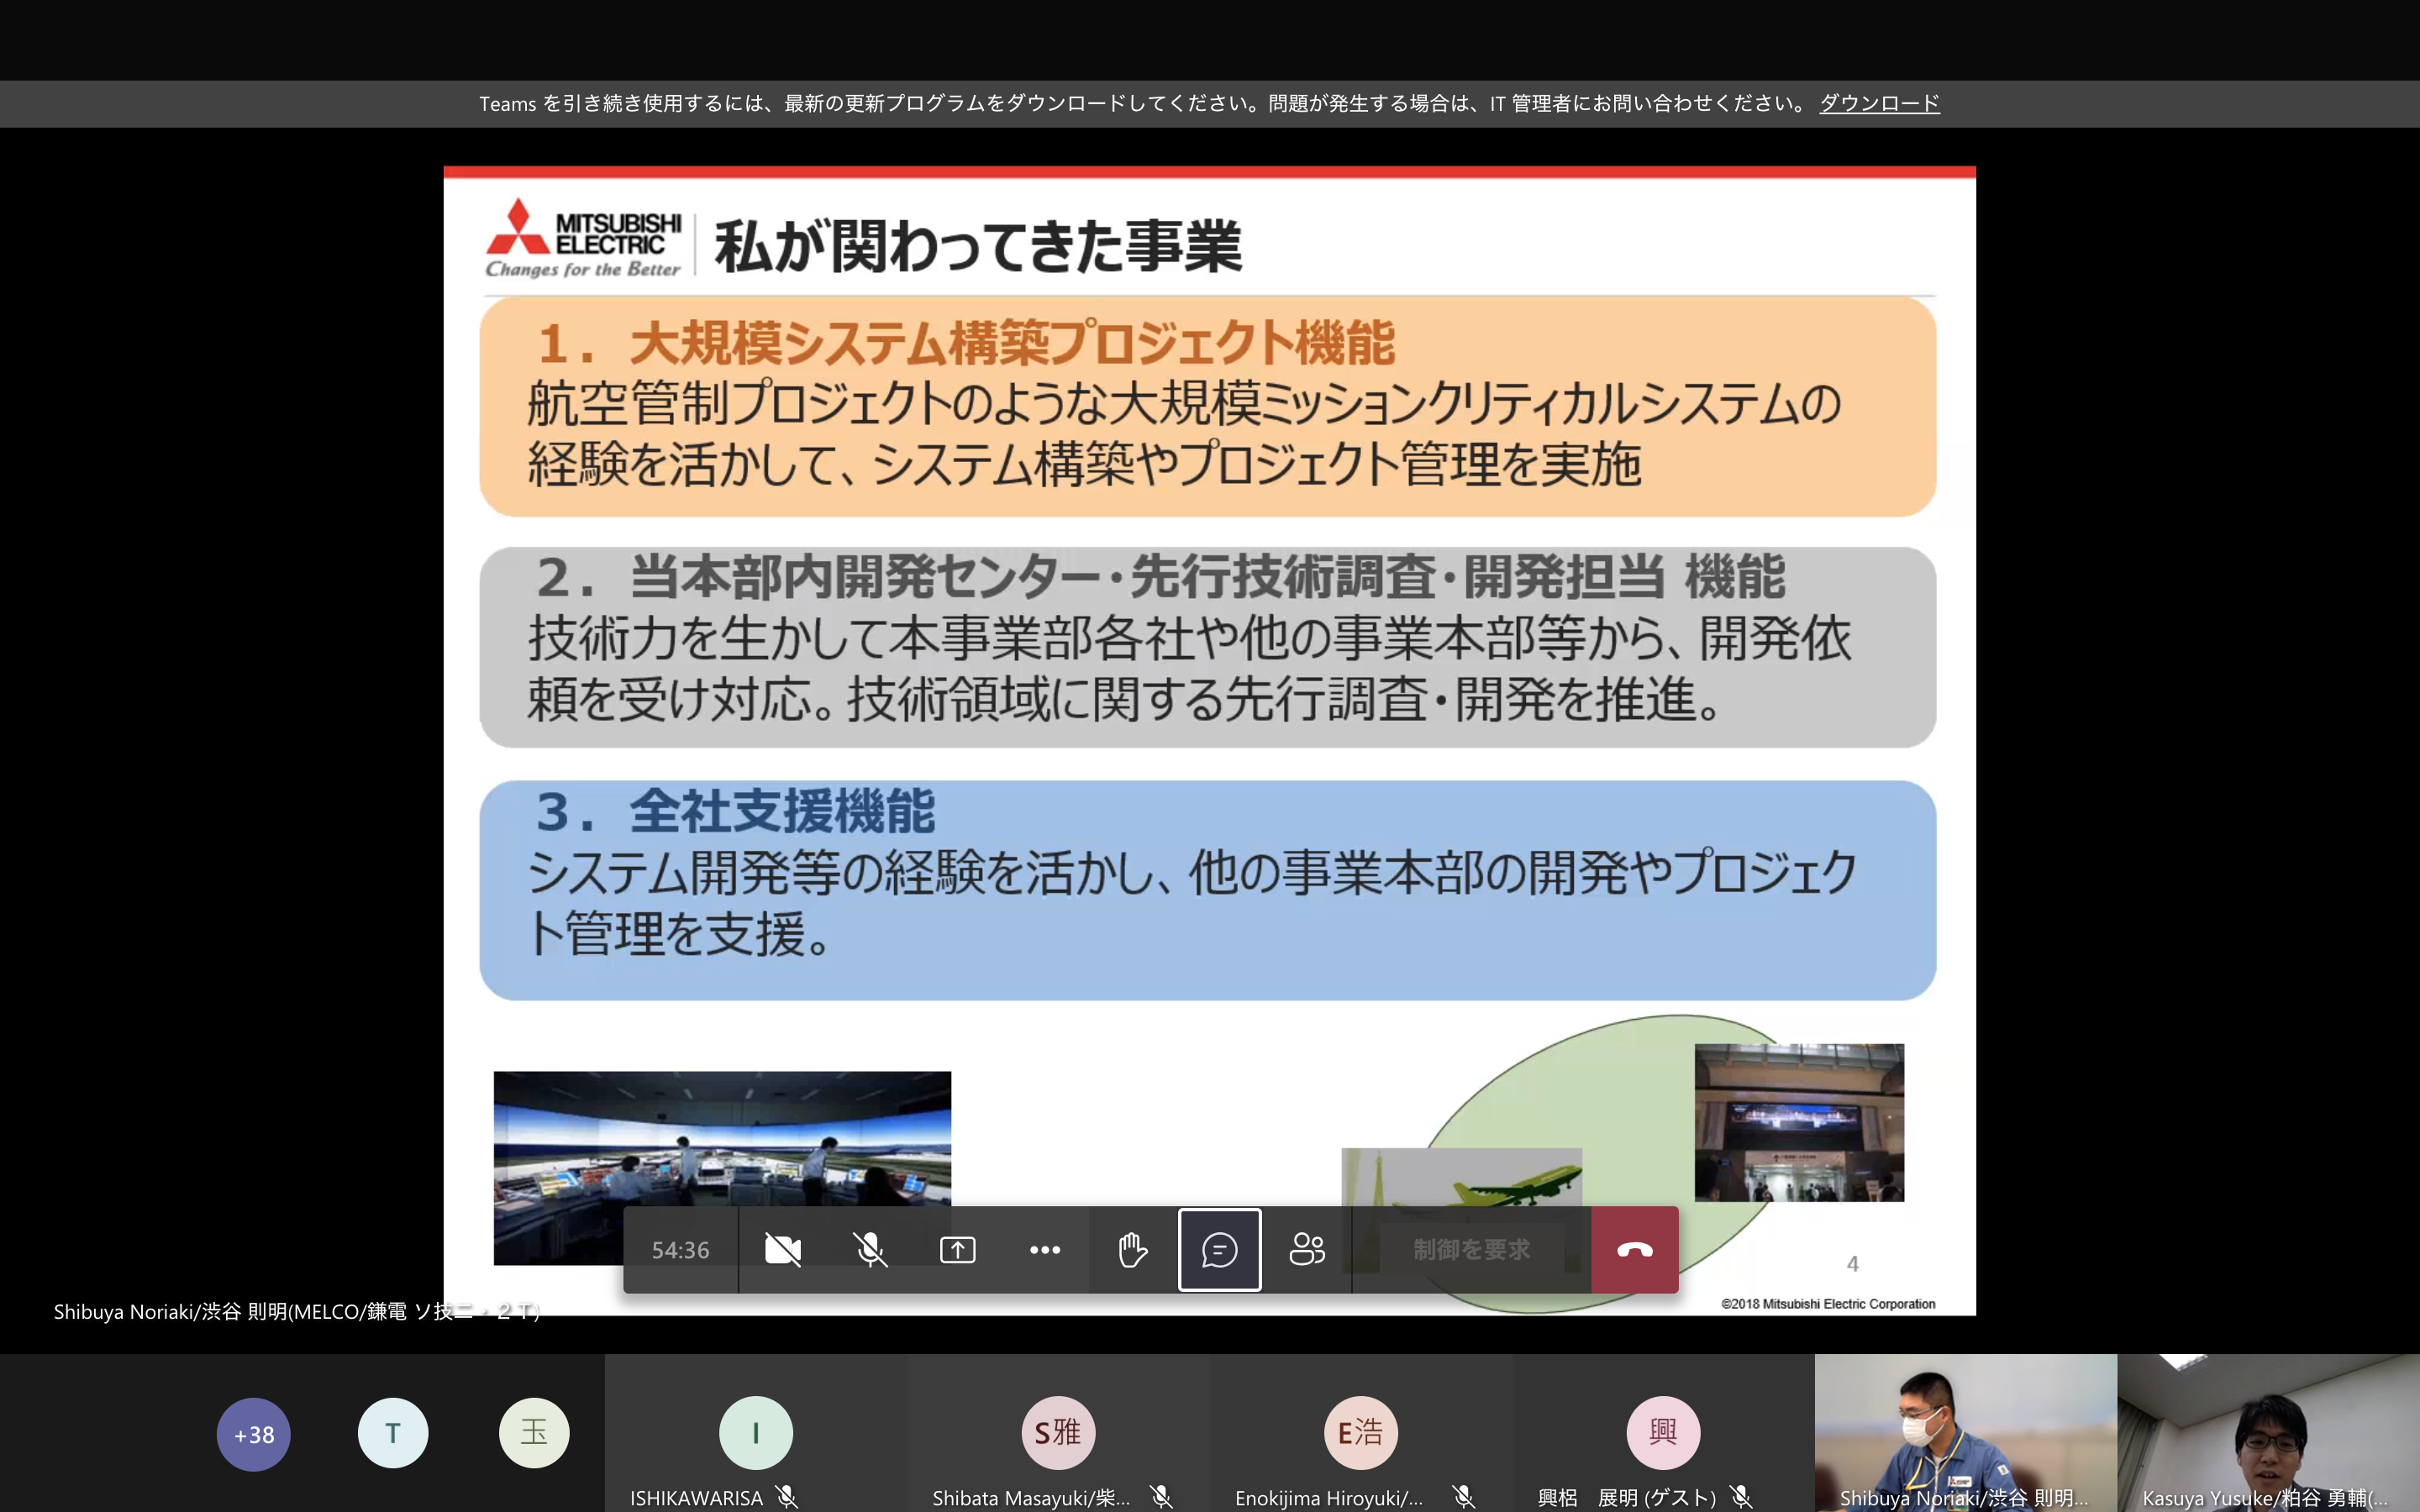 Teams を引き続き使用するには、最新の更新プログラムをダウンロードしてください。問題が発生する場合は、IT 管理者にお問い合わせください。 ダウンロード
MITSUBISHI
ELECTRIC
Changes for the Better
私が関わってきた事業
1. 大規模システム構築プロジェクト機能
航空管制プロジェクトのような大規模ミッションクリティカルシステムの
経験を活かして、システム構築やプロジェクト管理を実施
2. 当本部内開発センター・先行技術調査・開発担当 機能
技術力を生かして本事業部各社や他の事業本部等から、開発依
頼を受け対応。技術領域に関する先行調査・開発を推進。
3. 全社支援機能
システム開発等の経験を活かし、他の事業本部の開発やプロジェク
ト管理を支援。
54:36
制御を要求
4
©2018 Mitsubishi Electric Corporation
Shibuya Noriaki/渋谷 則明(MELCO/鎌電 ソ技二・２T)
+38
T
玉
I
S雅
E浩
興
ISHIKAWARISA
Shibata Masayuki/柴...
Enokijima Hiroyuki/...
興梠 展明 (ゲスト)
Shibuya Noriaki/渋谷 則明...
Kasuya Yusuke/粕谷 勇輔(...